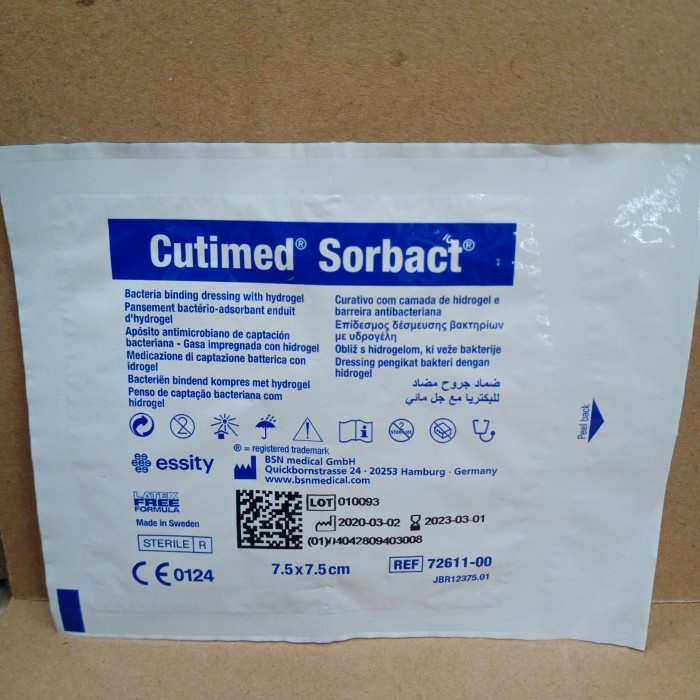 Cutimed® Sorbact®
Bacteria binding dressing with hydrogel
Pansement bactério-adsorbant enduit
d'hydrogel
Apósito antimicrobiano de captación
bacteriana - Gasa impregnada con hidrogel
Medicazione di captazione batterica con
idrogel
Bacteriën bindend kompres met hydrogel
Penso de captação bacteriana com
hidrogel
Curativo com camada de hidrogel e
barreira antibacteriana
Επίδεσμος δέσμευσης βακτηρίων
με υδρογέλη
Obliž s hidrogelom, ki veže bakterije
Dressing pengikat bakteri dengan
hidrogel
ضماد جروح مضاد
للبكتريا مع جل مائي
Peel back
® = registered trademark
essity
BSN medical GmbH
Quickbornstrasse 24 · 20253 Hamburg · Germany
www.bsnmedical.com
LATEX
FREE
FORMULA
Made in Sweden
STERILE R
CE 0124
LOT 010093
2020-03-02 2023-03-01
(01)04042809403008
7.5 x 7.5 cm
REF 72611-00
JBR12375.01